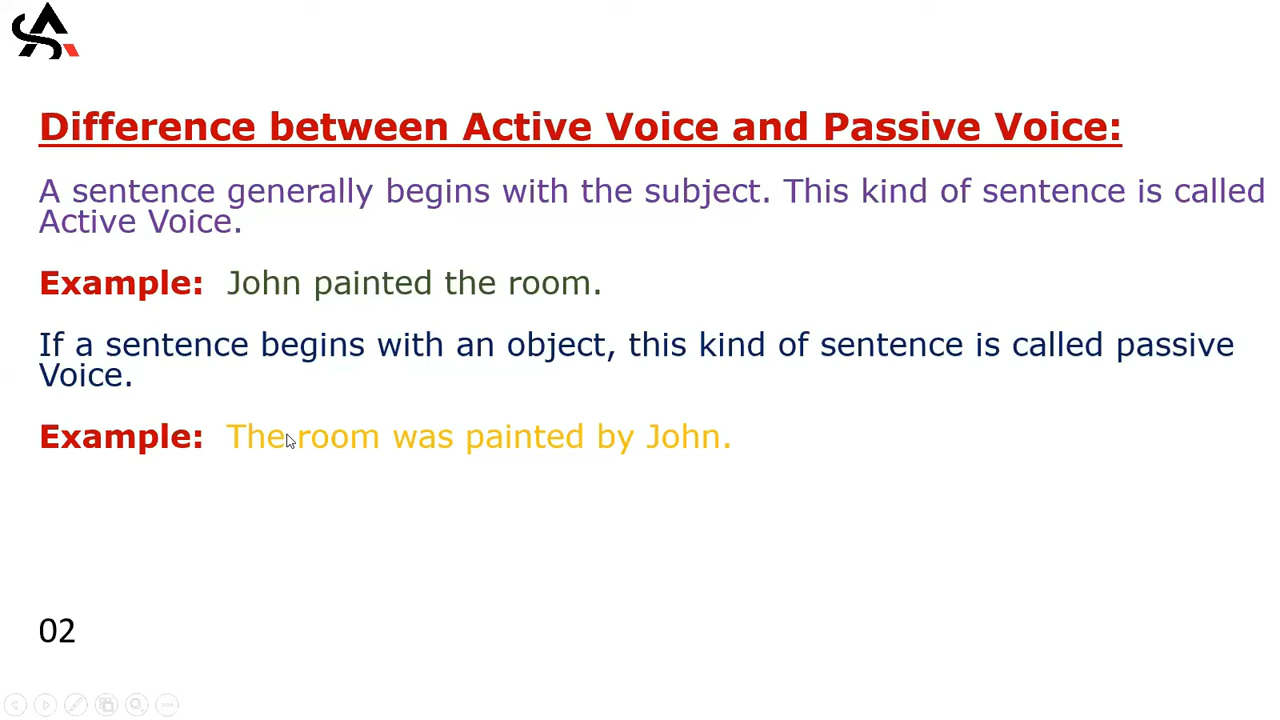 Difference between Active Voice and Passive Voice:
A sentence generally begins with the subject. This kind of sentence is called
Active Voice.
Example: John painted the room.
If a sentence begins with an object, this kind of sentence is called passive
Voice.
Example: The room was painted by John.
02